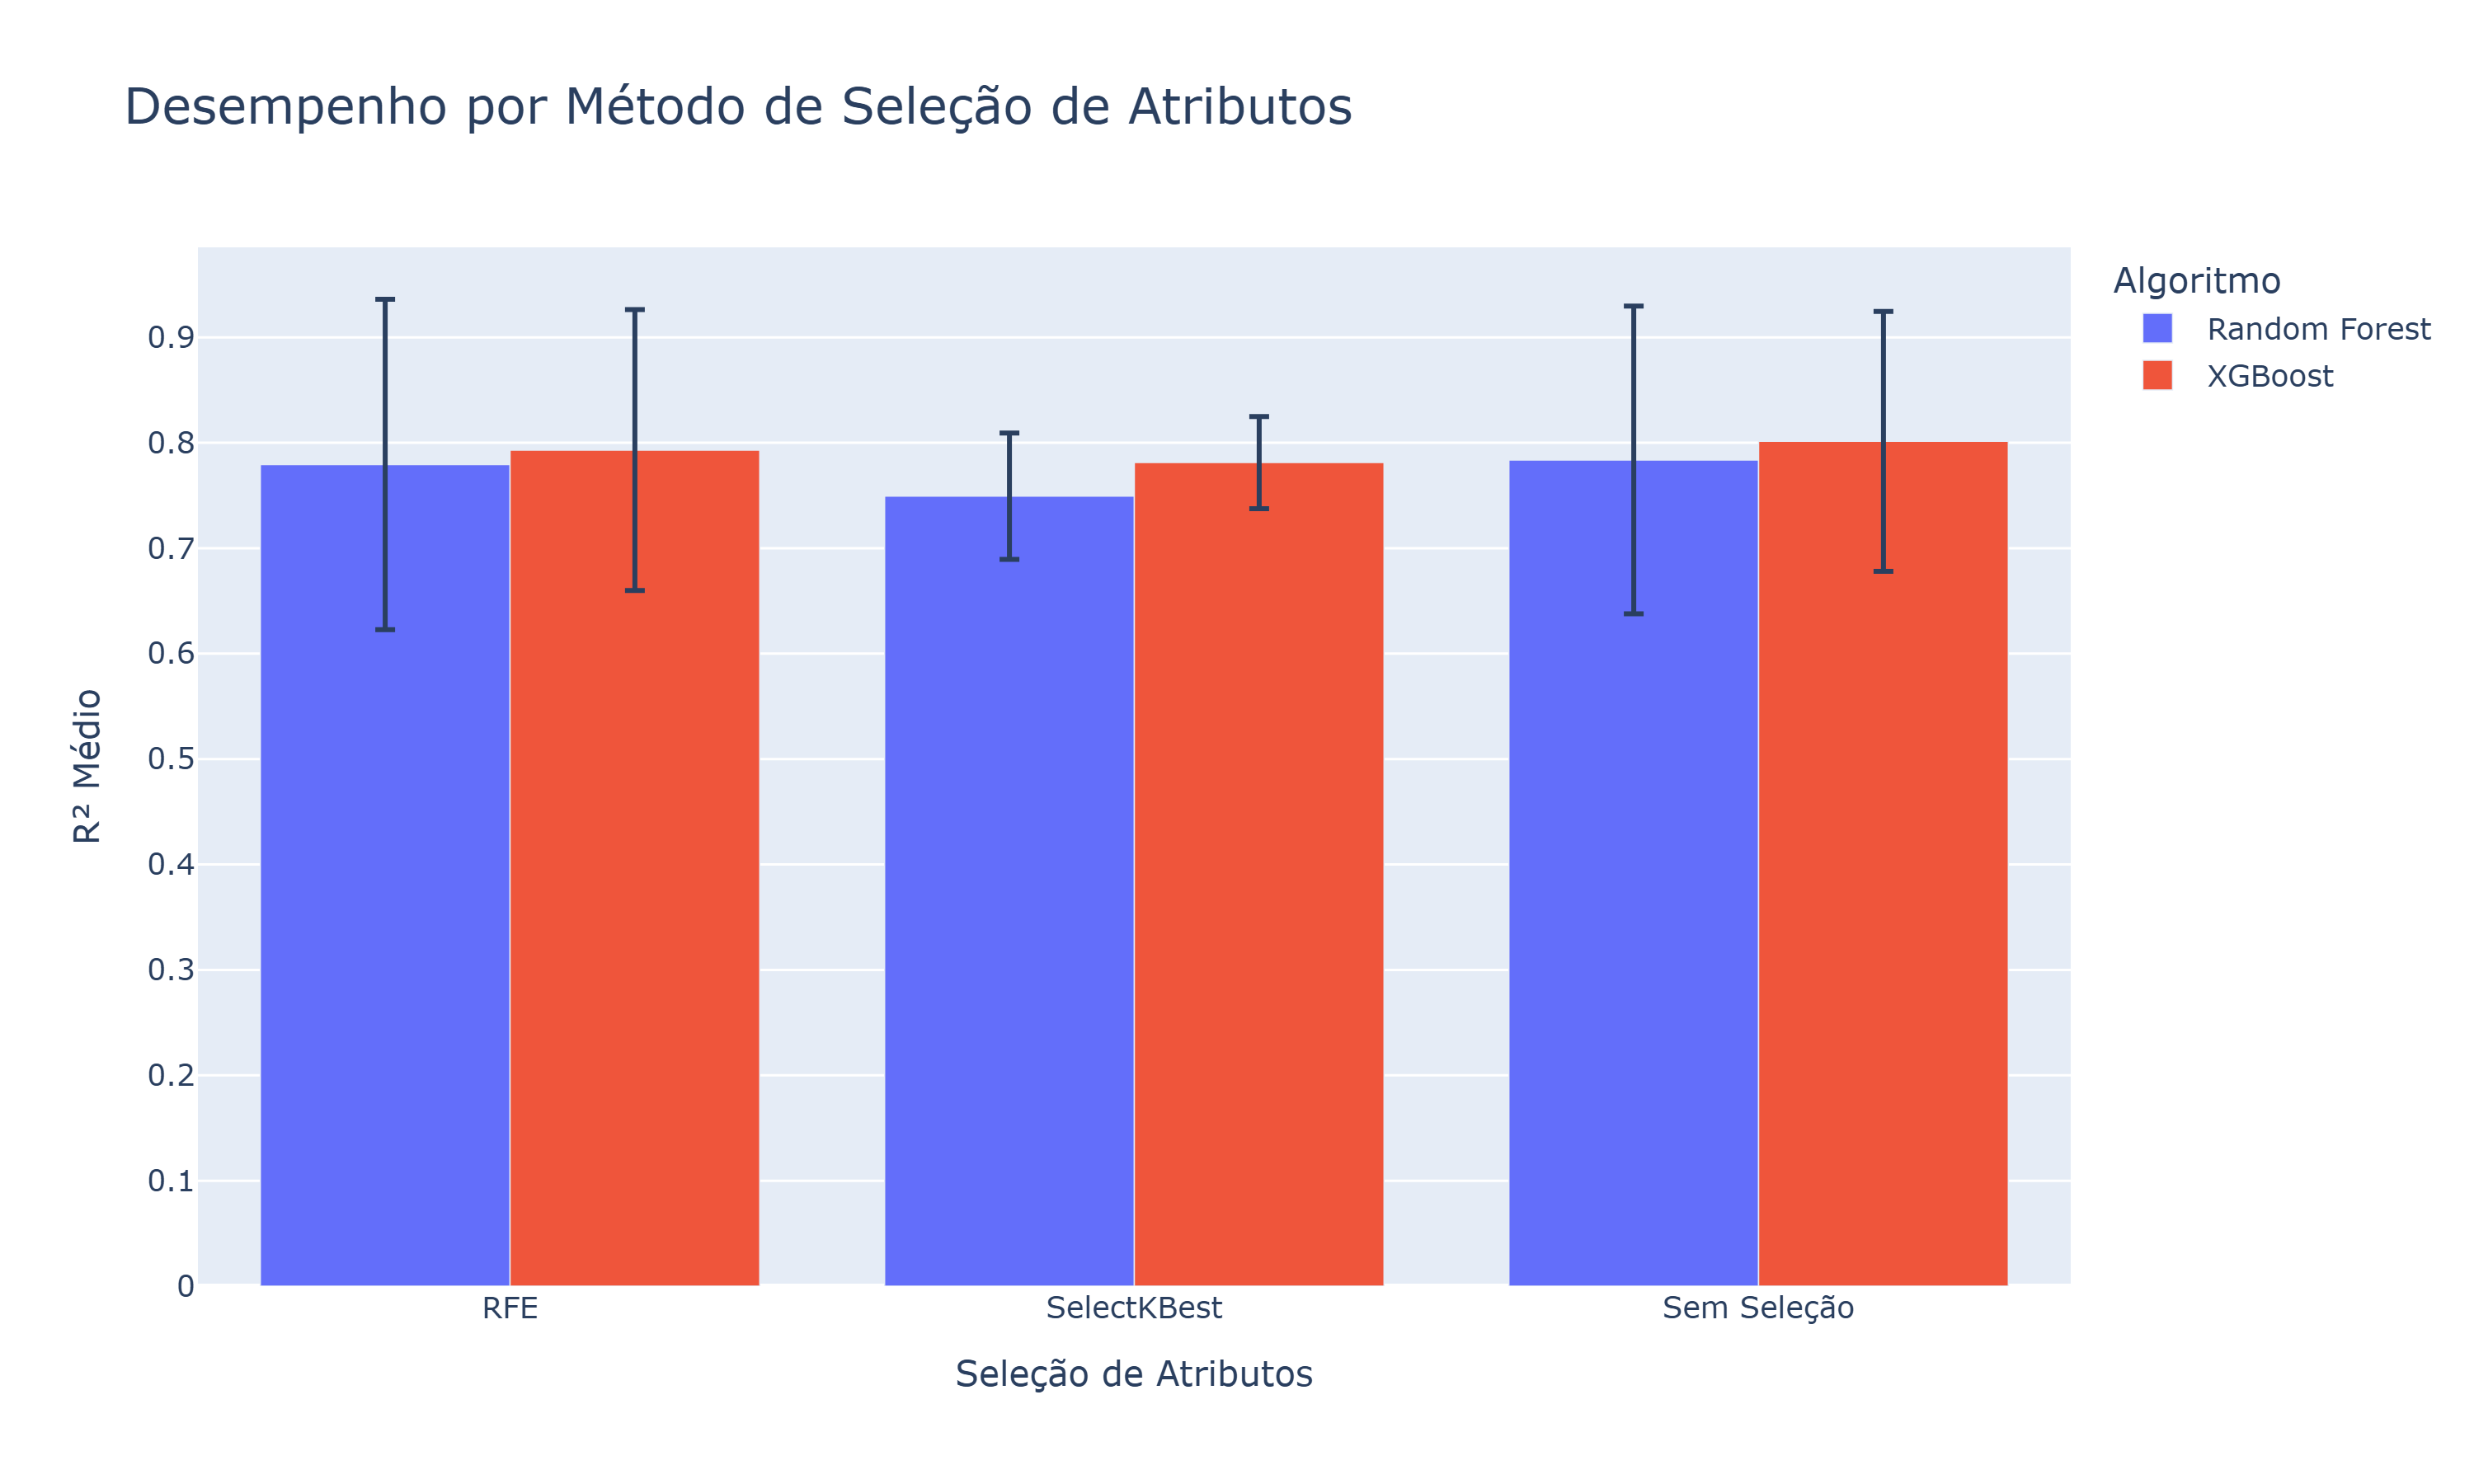 Desempenho por Método de Seleção de Atributos
Algoritmo
Random Forest
XGBoost
R² Médio
0.9
0.8
0.7
0.6
0.5
0.4
0.3
0.2
0.1
0
RFE
SelectKBest
Sem Seleção
Seleção de Atributos